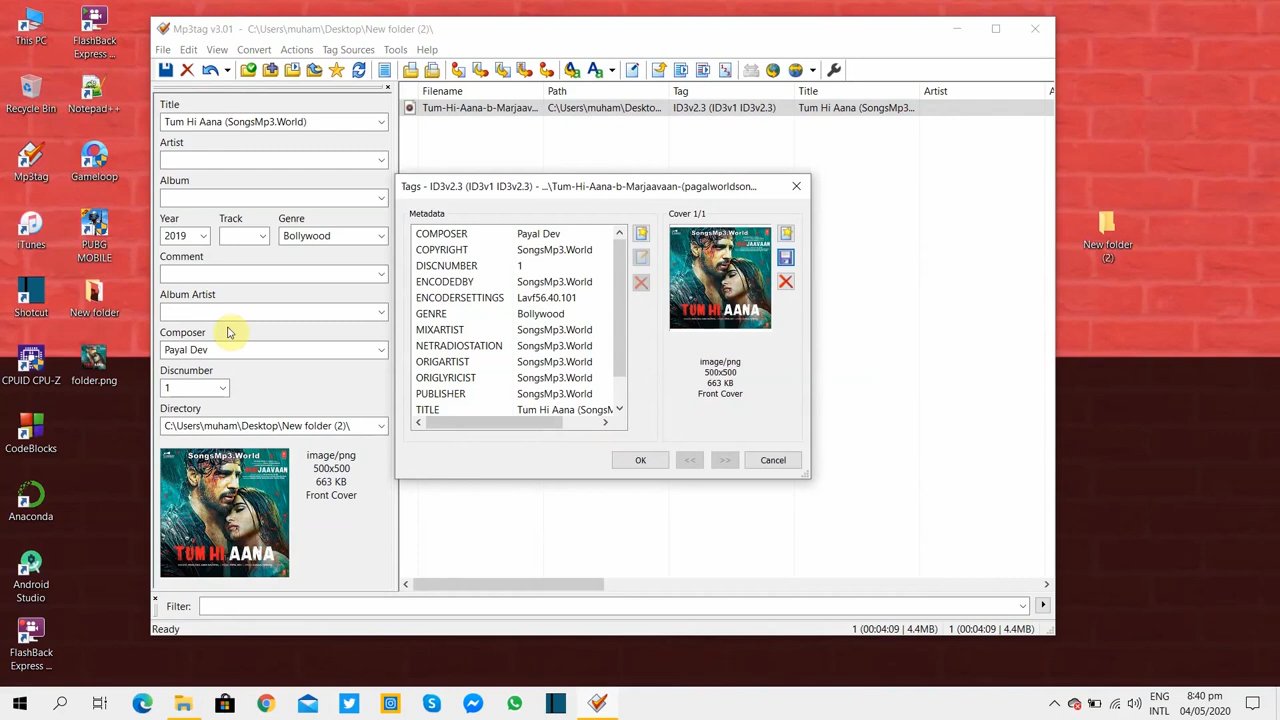 This PC
FlashBack
Express ...
Recycle Bin
Notepad++
Mp3tag
Gameloop
iTunes
PUBG
MOBILE
Shotcut
New folder
CPUID CPU-Z
folder.png
CodeBlocks
Anaconda
Android
Studio
FlashBack
Express ...
New folder
(2)
Mp3tag v3.01 - C:\Users\muham\Desktop\New folder (2)\
File Edit View Convert Actions Tag Sources Tools Help
Title
Tum Hi Aana (SongsMp3.World)
Artist
Album
Year Track Genre
2019 Bollywood
Comment
Album Artist
Composer
Payal Dev
Discnumber
1
Directory
C:\Users\muham\Desktop\New folder (2)\
SongsMp3.World
TUM HI AANA
image/png
500x500
663 KB
Front Cover
Filename Path Tag Title Artist
Tum-Hi-Aana-b-Marjaav... C:\Users\muham\Deskto... ID3v2.3 (ID3v1 ID3v2.3) Tum Hi Aana (SongsMp3...
Tags - ID3v2.3 (ID3v1 ID3v2.3) - ...\Tum-Hi-Aana-b-Marjaavaan-(pagalworldson...
Metadata
COMPOSER Payal Dev
COPYRIGHT SongsMp3.World
DISCNUMBER 1
ENCODEDBY SongsMp3.World
ENCODERSETTINGS Lavf56.40.101
GENRE Bollywood
MIXARTIST SongsMp3.World
NETRADIOSTATION SongsMp3.World
ORIGARTIST SongsMp3.World
ORIGLYRICIST SongsMp3.World
PUBLISHER SongsMp3.World
TITLE Tum Hi Aana (SongsM
Cover 1/1
SongsMp3.World
TUM HI AANA
image/png
500x500
663 KB
Front Cover
OK << >> Cancel
Filter:
Ready
1 (00:04:09 | 4.4MB) 1 (00:04:09 | 4.4MB)
ENG
INTL
8:40 pm
04/05/2020